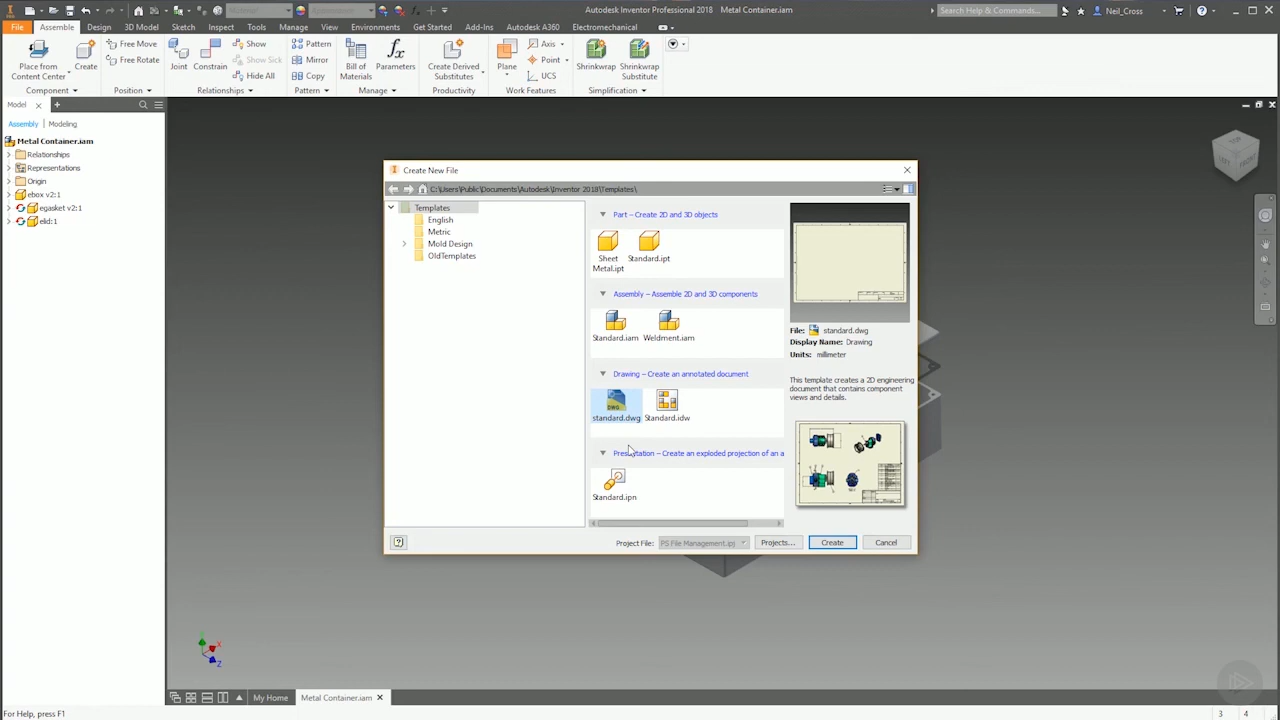 Material
Appearance
Autodesk Inventor Professional 2018 Metal Container.iam
Search Help & Commands...
Neil_Cross
File Assemble Design 3D Model Sketch Inspect Tools Manage View Environments Get Started Add-Ins Autodesk A360 Electromechanical
Place from
Content Center
Create
Free Move
Free Rotate
Joint
Constrain
Show
Show Sick
Hide All
Pattern
Mirror
Copy
Bill of
Materials
Parameters
Create Derived
Substitutes
Plane
Axis
Point
UCS
Shrinkwrap
Shrinkwrap
Substitute
Component Position Relationships Pattern Manage Productivity Work Features Simplification
Model
Assembly Modeling
Metal Container.iam
Relationships
Representations
Origin
ebox v2:1
egasket v2:1
elid:1
Create New File
C:\Users\Public\Documents\Autodesk\Inventor 2018\Templates\
Templates
English
Metric
Mold Design
OldTemplates
Part – Create 2D and 3D objects
Sheet
Metal.ipt
Standard.ipt
Assembly – Assemble 2D and 3D components
Standard.iam Weldment.iam
Drawing – Create an annotated document
DWG
standard.dwg Standard.idw
Presentation – Create an exploded projection of an a
Standard.ipn
File: standard.dwg
Display Name: Drawing
Units: millimeter
This template creates a 2D engineering
document that contains component
views and details.
Project File: PS File Management.ipj Projects... Create Cancel
X
Z
My Home Metal Container.iam
For Help, press F1
3 4